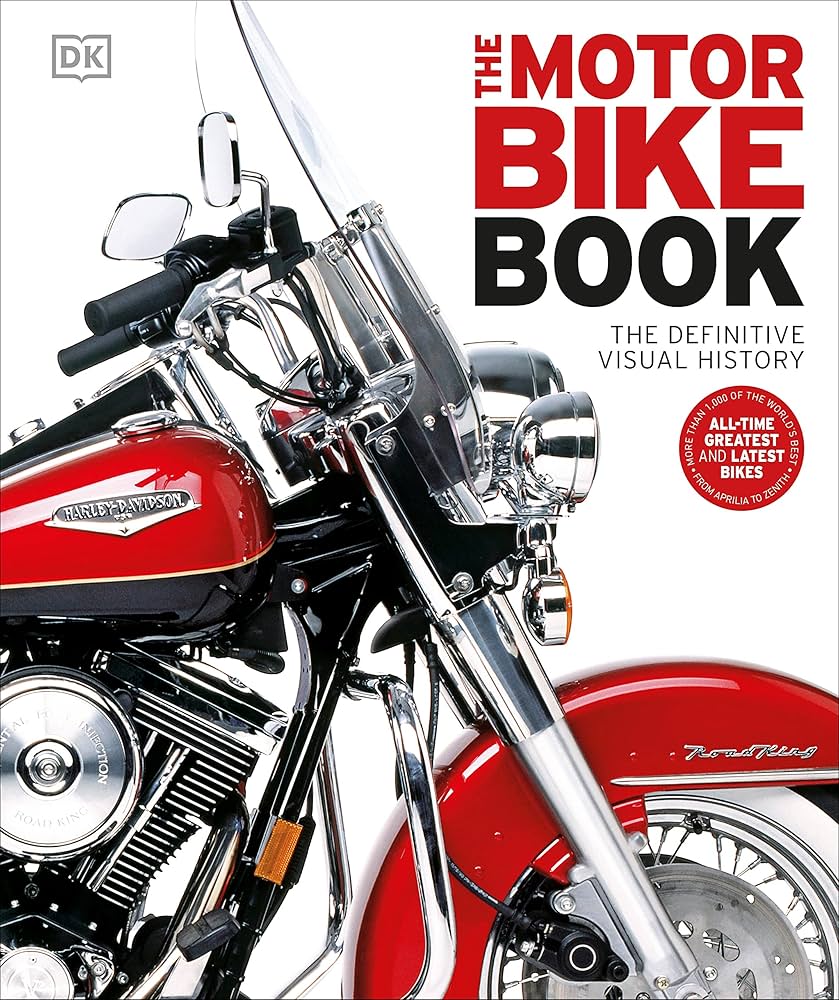 DK
THE MOTOR
BIKE
BOOK
THE DEFINITIVE
VISUAL HISTORY
MORE THAN 1,000 OF THE WORLD'S BEST
ALL-TIME
GREATEST
AND LATEST
BIKES
• FROM APRILIA TO ZENITH •
HARLEY-DAVIDSON
Road King
INJECTION
ROAD KING